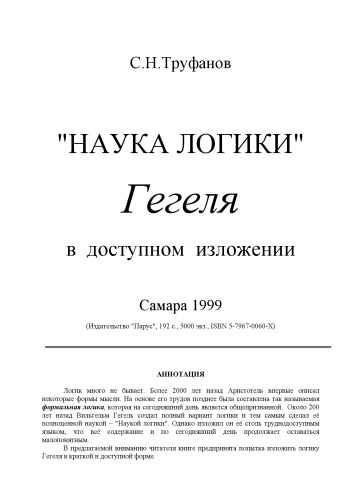 С.Н.Труфанов
"НАУКА ЛОГИКИ"
Гегеля
в доступном изложении
Самара 1999
(Издательство "Парус", 192 с., 5000 экз., ISBN 5-7967-0060-X)
АННОТАЦИЯ
Логик много не бывает. Более 2000 лет назад Аристотель впервые описал
некоторые формы мысли. На основе его трудов позднее была составлена так называемая
формальная логика, которая на сегодняшний день является общепризнанной. Около 200
лет назад Вильгельм Гегель создал полный вариант логики и тем самым сделал её
полноценной наукой – "Наукой логики". Однако изложил он её столь труднодоступным
языком, что всё содержание и по сегодняшний день продолжает оставаться
малопонятным.
В предлагаемой вниманию читателя книге предпринята попытка изложить логику
Гегеля в краткой и доступной форме.